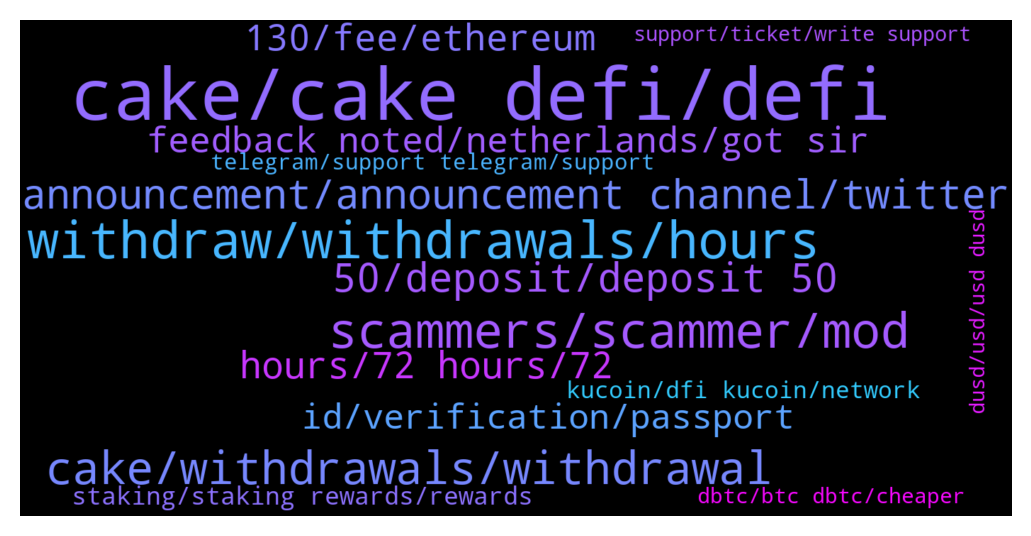 130/fee/ethereum
support/ticket/write support
cake/cake defi/defi
feedback noted/netherlands/got sir
telegram/support telegram/support
announcement/announcement channel/twitter
withdraw/withdrawals/hours
50/deposit/deposit 50
scammers/scammer/mod
hours/72 hours/72
kucoin/dfi kucoin/network
id/verification/passport
cake/withdrawals/withdrawal
staking/staking rewards/rewards
dbtc/btc dbtc/cheaper
dusd/usd/usd dusd